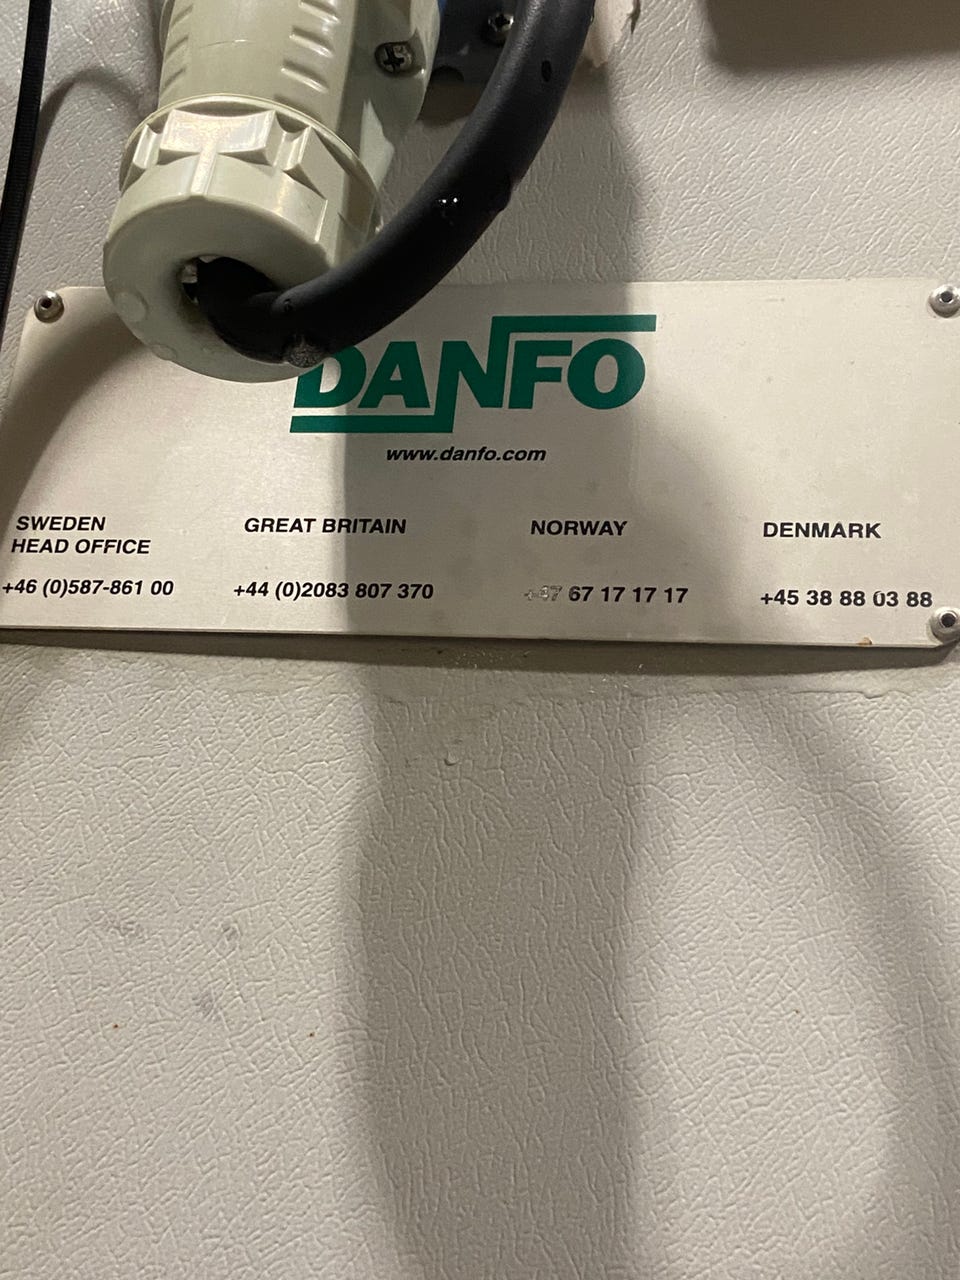 DANFO
www.danfo.com
SWEDEN GREAT BRITAIN NORWAY DENMARK
HEAD OFFICE
+46 (0)587-861 00 +44 (0)2083 807 370 +47 67 17 17 17 +45 38 88 03 88